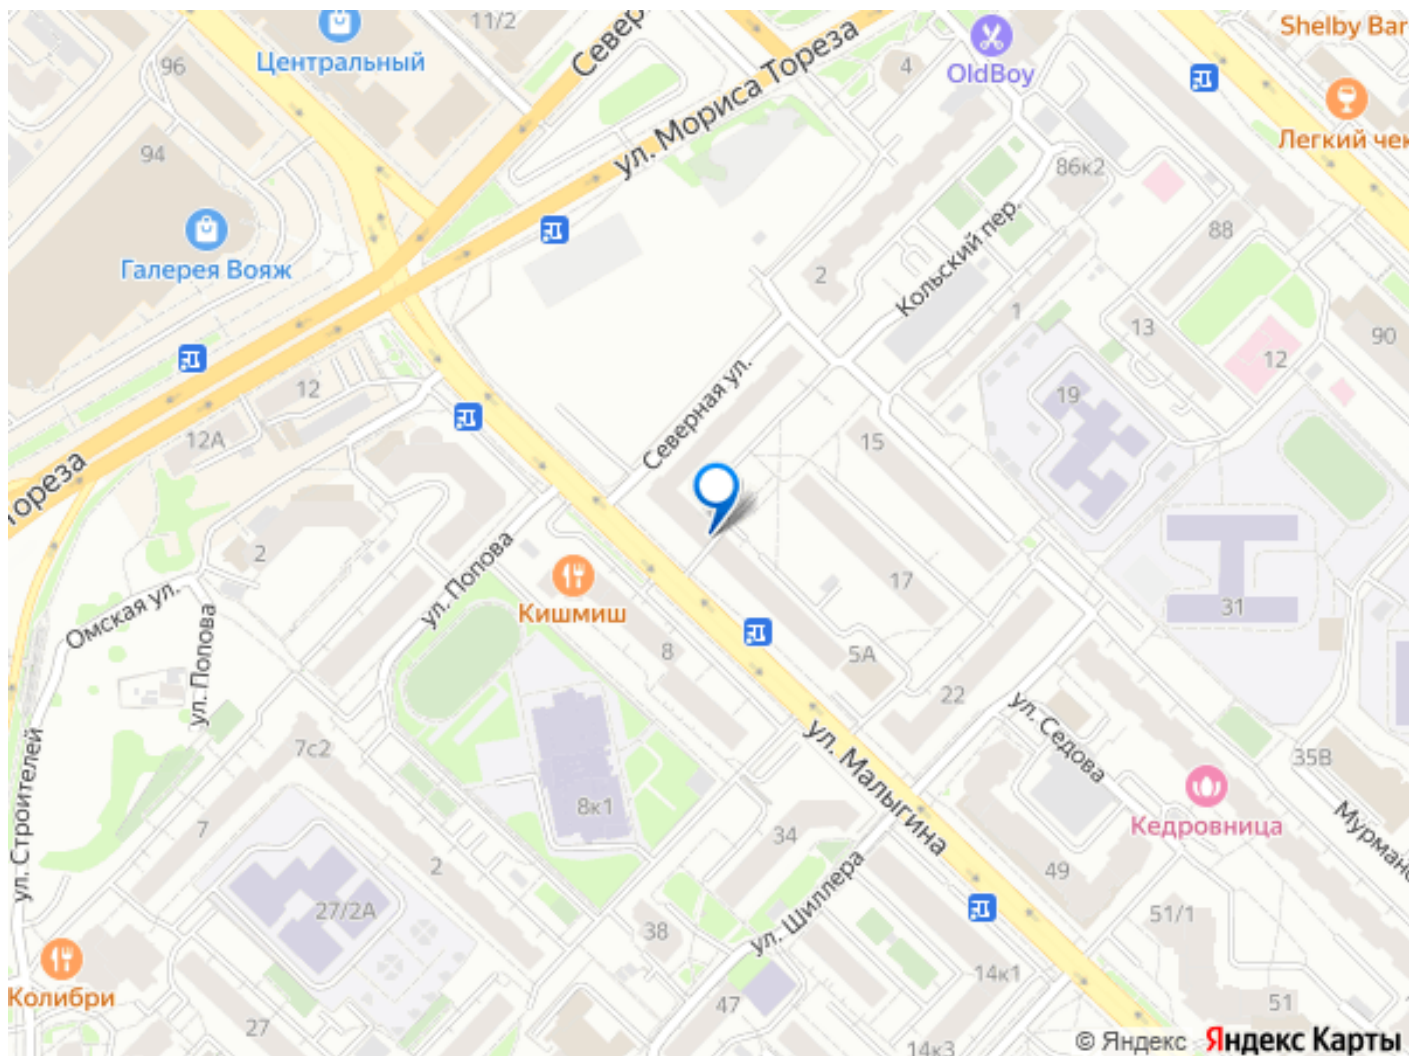 11/2
Север
Shelby Bar
Центральный
96
ул. Мориса Тореза
4
OldBoy
Легкий чек
94
86к2
Кольский пер.
88
Галерея Вояж
2
1
13
90
12
12
19
Северная ул.
12А
15
Тореза
2
ул. Попова
17
31
Кишмиш
Омская ул.
ул. Попова
8
5А
22
ул. Седова
ул. Малыгина
ул. Строителей
7с2
35В
8к1
Кедровница
7
34
Мурманс
2
49
27/2А
ул. Шиллера
51/1
38
14к1
Колибри
47
51
27
14к3
© Яндекс Яндекс Карты